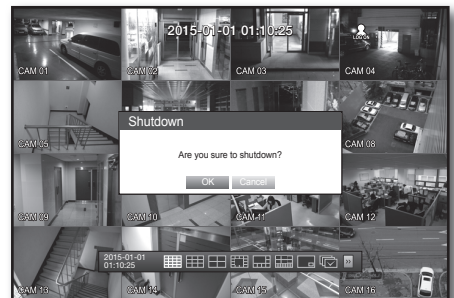 2015-01-01 01:10:25
LOG ON
CAM 01
CAM 02
CAM 03
CAM 04
Shutdown
CAM 05
Are you sure to shutdown?
CAM 08
OK
Cancel
CAM 09
CAM 10
CAM 11
CAM 12
2015-01-01
01:10:25
CAM 13
CAM 14
CAM 15
CAM 16